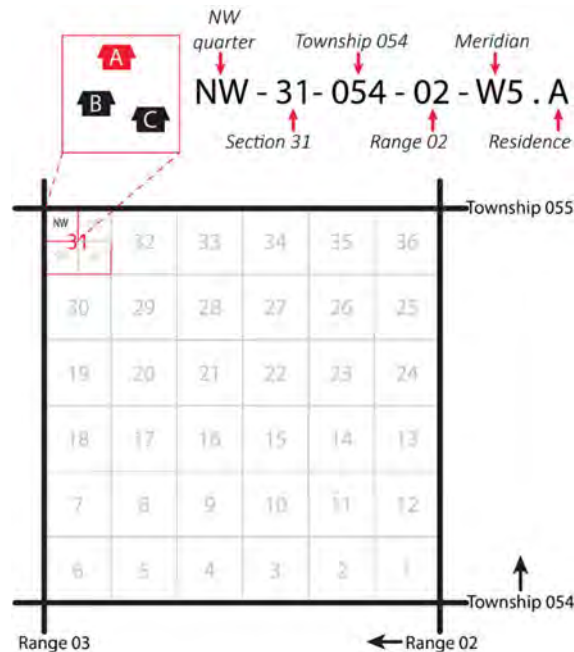 NW
quarter
Township 054
Meridian
NW - 31 - 054 - 02 - W5 . A
Section 31
Range 02
Residence
A
B
C
Township 055
NW
31 32 33 34 35 36
30 29 28 27 26 25
19 20 21 22 23 24
18 17 16 15 14 13
7 8 9 10 11 12
6 5 4 3 2 1
Township 054
Range 03
Range 02